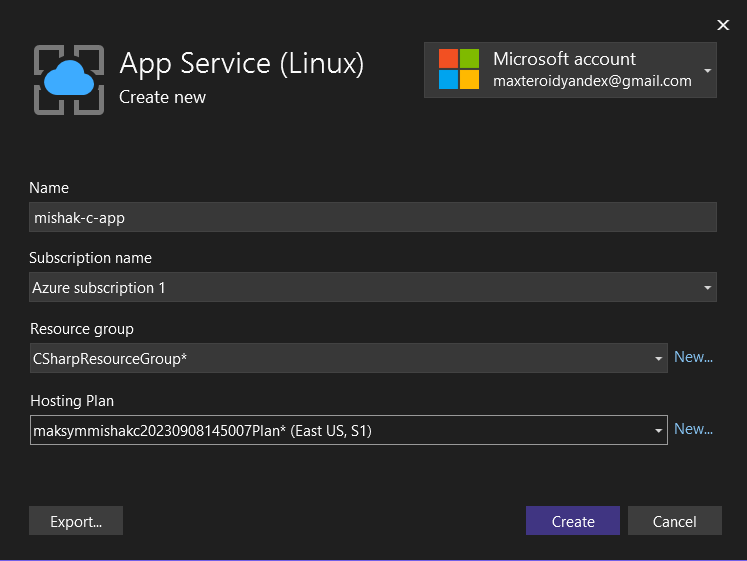 App Service (Linux)
Create new
Microsoft account
maxteroidyandex@gmail.com
Name
mishak-c-app
Subscription name
Azure subscription 1
Resource group
CSharpResourceGroup*
New...
Hosting Plan
maksymmishakc20230908145007Plan* (East US, S1)
New...
Export...
Create
Cancel